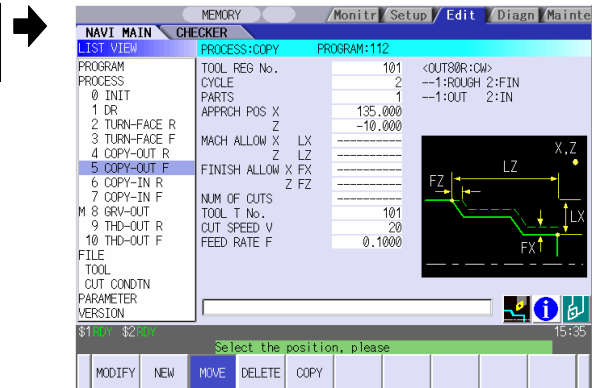 MEMORY
Monitr Setup Edit Diagn Mainte
NAVI MAIN CHECKER
LIST VIEW PROCESS:COPY PROGRAM:112
PROGRAM
PROCESS
0 INIT
1 DR
2 TURN-FACE R
3 TURN-FACE F
4 COPY-OUT R
5 COPY-OUT F
6 COPY-IN R
7 COPY-IN F
M 8 GRV-OUT
9 THD-OUT R
10 THD-OUT F
FILE
TOOL
CUT CONDTN
PARAMETER
VERSION
TOOL REG No. 101
CYCLE 2
PARTS 1
APPRCH POS X 135.000
Z -10.000
MACH ALLOW X LX ----------
Z LZ ----------
FINISH ALLOW X FX ----------
Z FZ ----------
NUM OF CUTS ----------
TOOL T No. 101
CUT SPEED V 20
FEED RATE F 0.1000
<OUT80R:CW>
--1:ROUGH 2:FIN
--1:OUT 2:IN
X,Z
LZ
FZ
LX
FX
$1 RDY $2 RDY 15:35
Select the position, please
MODIFY NEW MOVE DELETE COPY